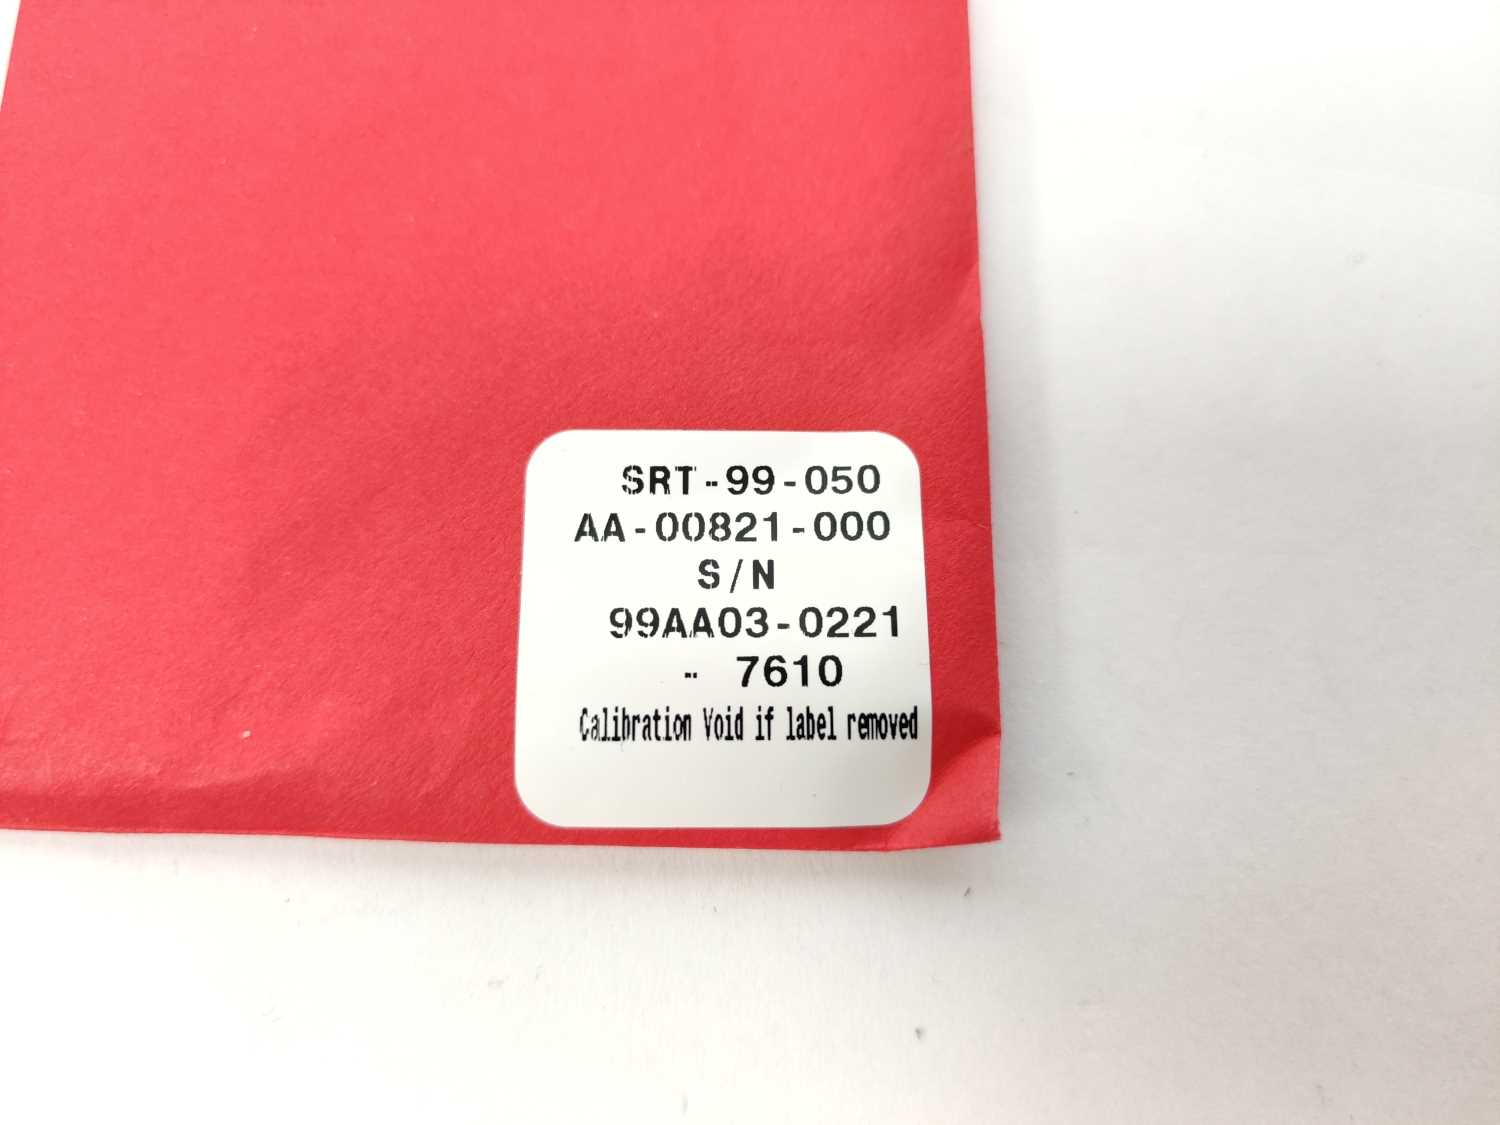 SRT-99-050
AA-00821-000
S/N
99AA03-0221
- 7610
Calibration Void if label removed